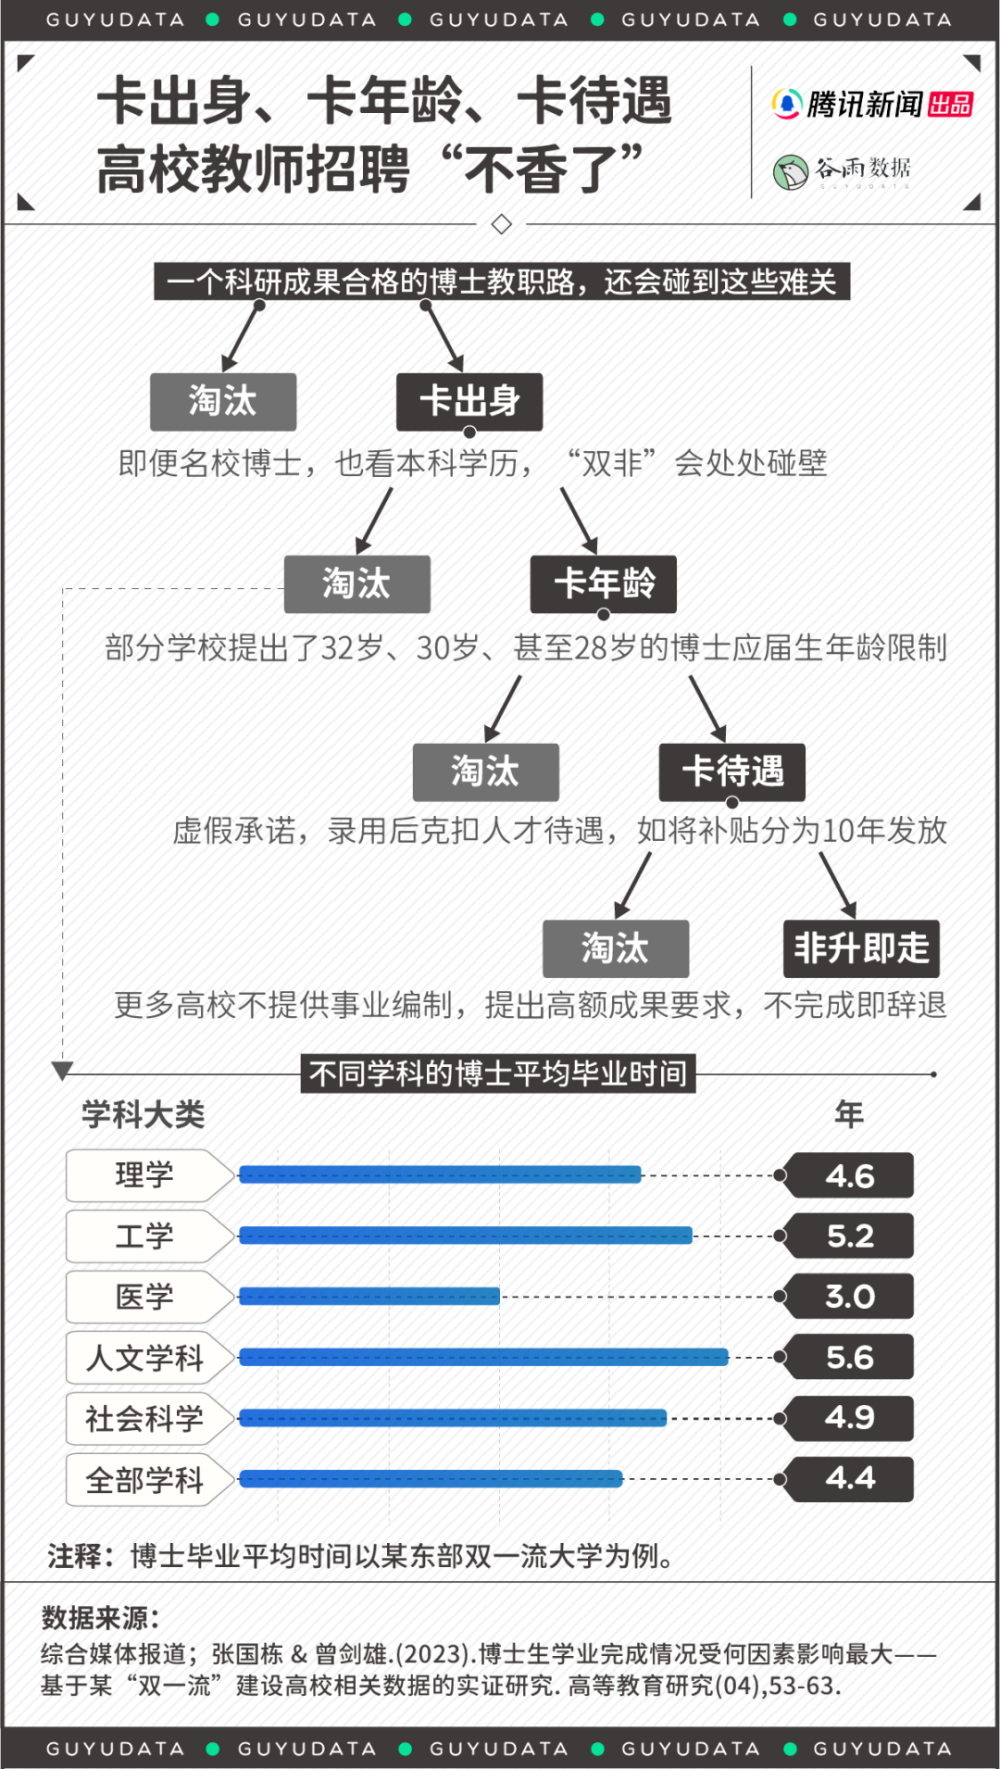 GUYUDATA ● GUYUDATA ● GUYUDATA ● GUYUDATA ● GUYUDATA
卡出身、卡年龄、卡待遇
高校教师招聘“不香了”
腾讯新闻 出品
谷雨数据
GUYUDATA
一个科研成果合格的博士教职路，还会碰到这些难关
淘汰 卡出身
即便名校博士，也看本科学历，“双非”会处处碰壁
淘汰 卡年龄
部分学校提出了32岁、30岁、甚至28岁的博士应届生年龄限制
淘汰 卡待遇
虚假承诺，录用后克扣人才待遇，如将补贴分为10年发放
淘汰 非升即走
更多高校不提供事业编制，提出高额成果要求，不完成即辞退
不同学科的博士平均毕业时间
学科大类 年
理学 4.6
工学 5.2
医学 3.0
人文学科 5.6
社会科学 4.9
全部学科 4.4
注释：博士毕业平均时间以某东部双一流大学为例。
数据来源：
综合媒体报道；张国栋 & 曾剑雄.(2023).博士生学业完成情况受何因素影响最大——
基于某“双一流”建设高校相关数据的实证研究. 高等教育研究(04),53-63.
GUYUDATA ● GUYUDATA ● GUYUDATA ● GUYUDATA ● GUYUDATA